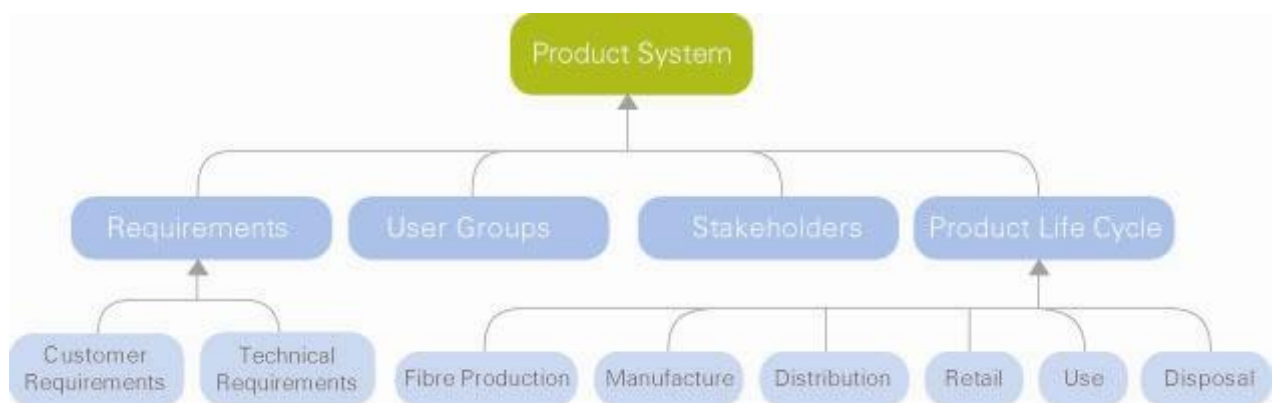 Product System
Requirements
User Groups
Stakeholders
Product Life Cycle
Customer
Requirements
Technical
Requirements
Fibre Production
Manufacture
Distribution
Retail
Use
Disposal